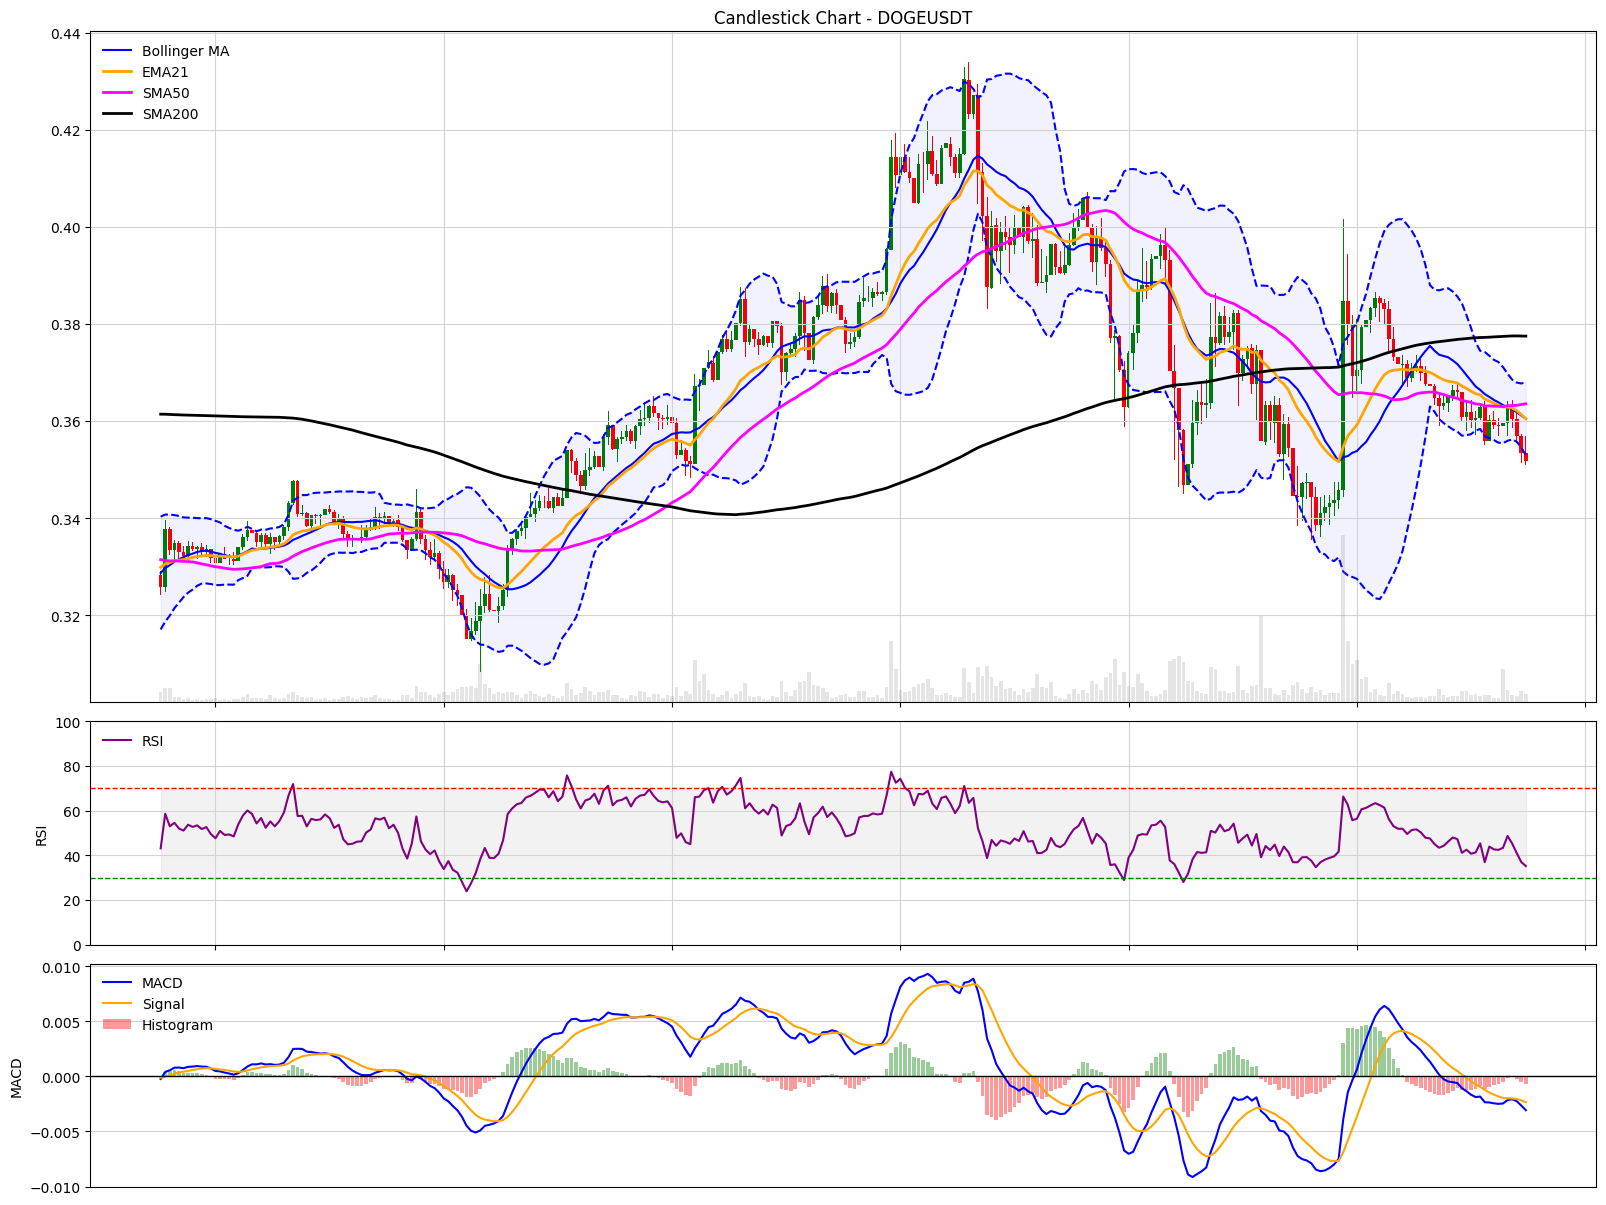 Candlestick Chart - DOGEUSDT
Bollinger MA
EMA21
SMA50
SMA200
0.44
0.42
0.40
0.38
0.36
0.34
0.32
RSI
RSI
100
80
60
40
20
0
MACD
Signal
Histogram
MACD
0.010
0.005
0.000
−0.005
−0.010